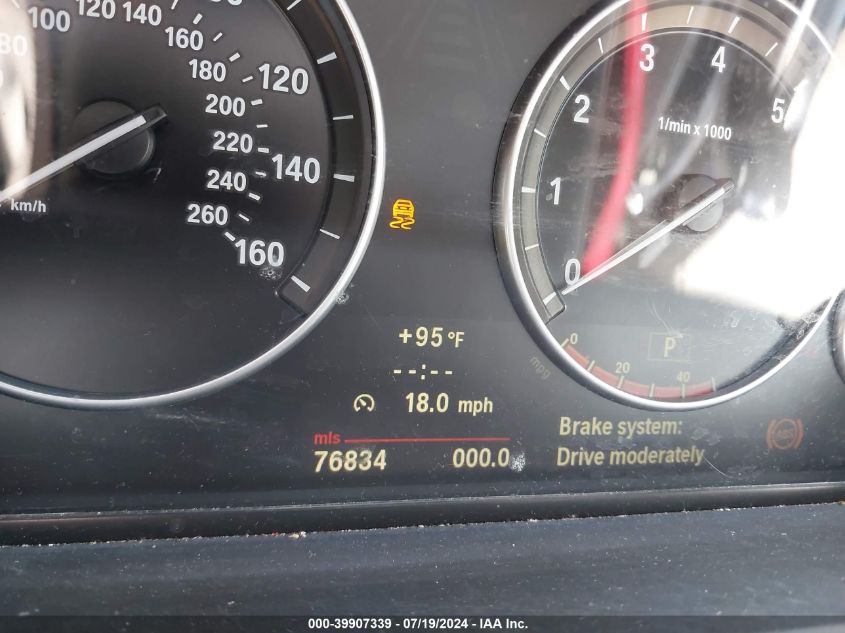 100 120 140 160 180 200 220 240 260
120 140 160
km/h
0 1 2 3 4 5
1/min x 1000
+95 °F
--:--
18.0 mph
mls
76834 000.0
mpg 0 20 40
P
Brake system:
Drive moderately
ABS
000-39907339 - 07/19/2024 - IAA Inc.